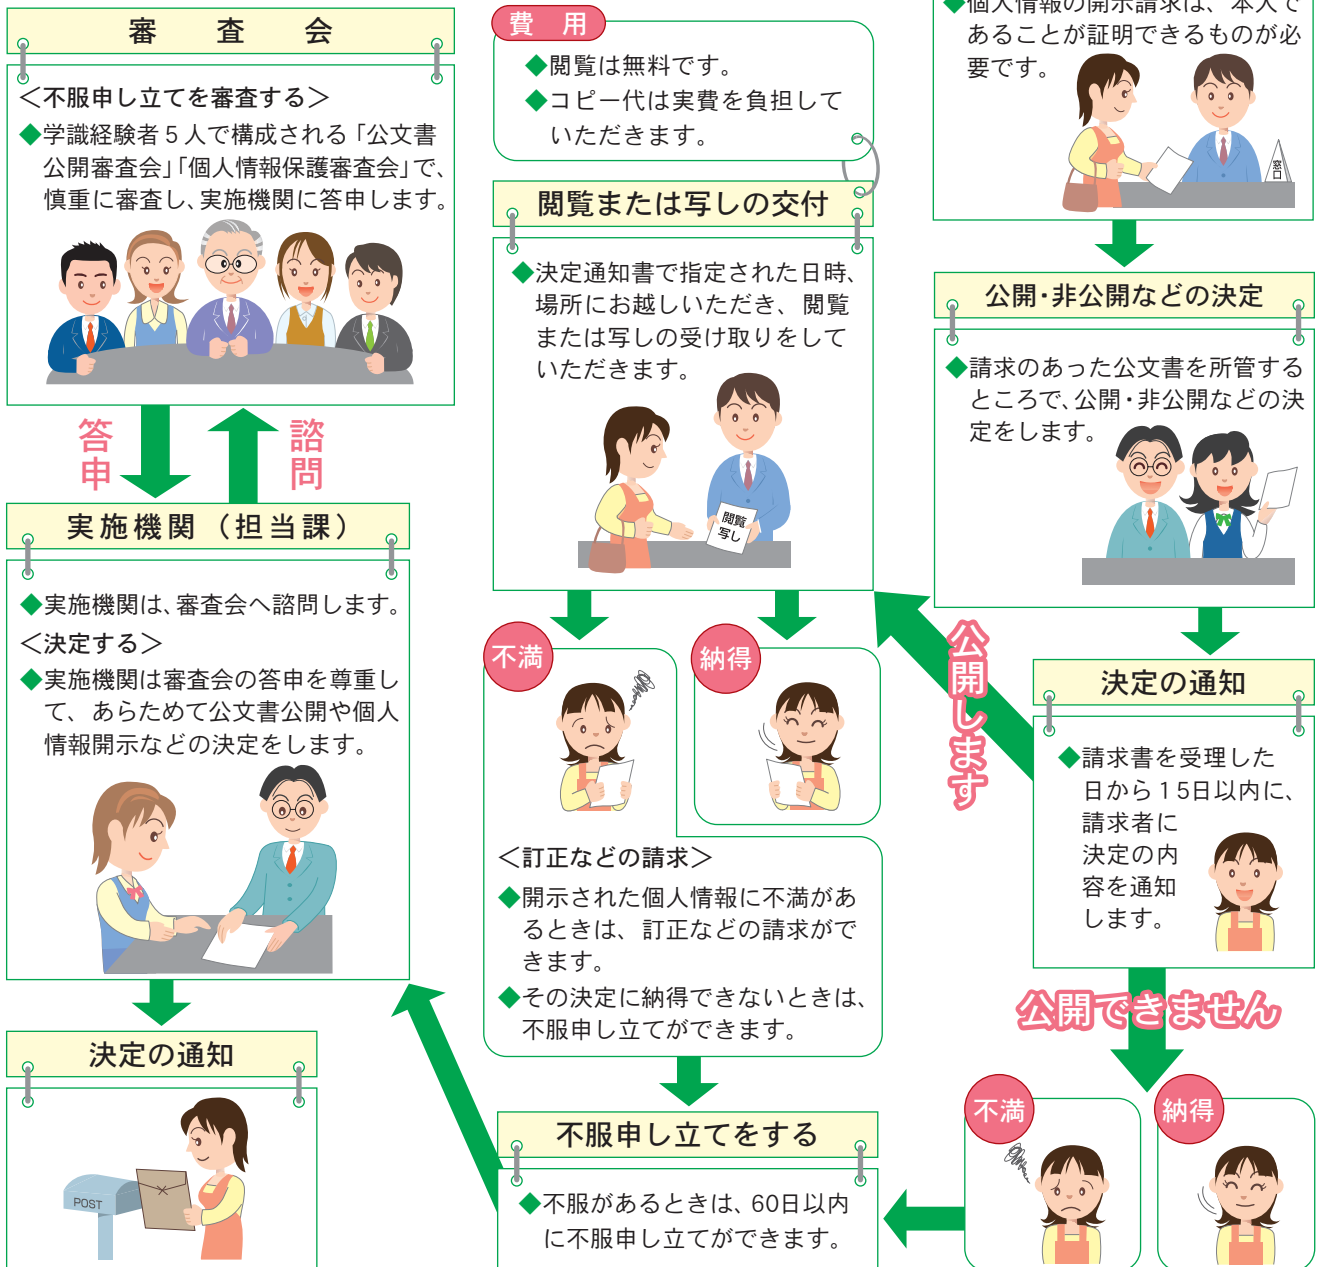 審査会
＜不服申し立てを審査する＞
◆学識経験者５人で構成される「公文書
公開審査会」「個人情報保護審査会」で、
慎重に審査し、実施機関に答申します。
答申
諮問
実施機関（担当課）
◆実施機関は、審査会へ諮問します。
＜決定する＞
◆実施機関は審査会の答申を尊重し
て、あらためて公文書公開や個人
情報開示などの決定をします。
決定の通知
POST
費用
◆閲覧は無料です。
◆コピー代は実費を負担して
いただきます。
閲覧または写しの交付
◆決定通知書で指定された日時、
場所にお越しいただき、閲覧
または写しの受け取りをして
いただきます。
閲覧
写し
不満
納得
＜訂正などの請求＞
◆開示された個人情報に不満があ
るときは、訂正などの請求がで
きます。
◆その決定に納得できないときは、
不服申し立てができます。
不服申し立てをする
◆不服があるときは、60日以内
に不服申し立てができます。
◆個人情報の開示請求は、本人で
あることが証明できるものが必
要です。
窓口
公開・非公開などの決定
◆請求のあった公文書を所管する
ところで、公開・非公開などの決
定をします。
公開します
決定の通知
◆請求書を受理した
日から15日以内に、
請求者に
決定の内
容を通知
します。
公開できません
不満
納得